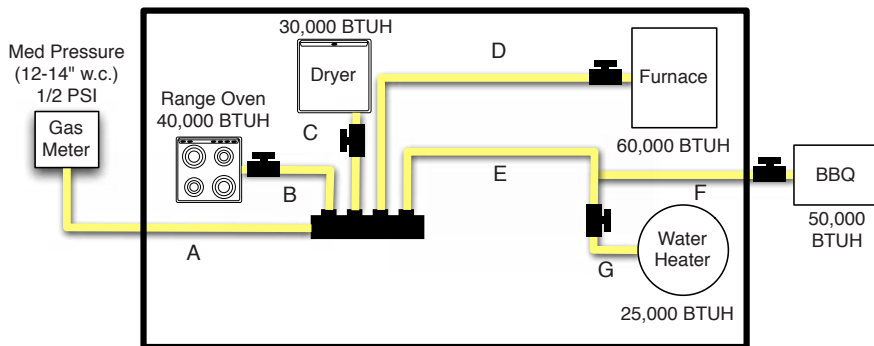 30,000 BTUH
Dryer
C
D
Furnace
60,000 BTUH
Med Pressure
(12-14" w.c.)
1/2 PSI
Gas
Meter
Range Oven
40,000 BTUH
B
A
E
F
BBQ
50,000
BTUH
G
Water
Heater
25,000 BTUH